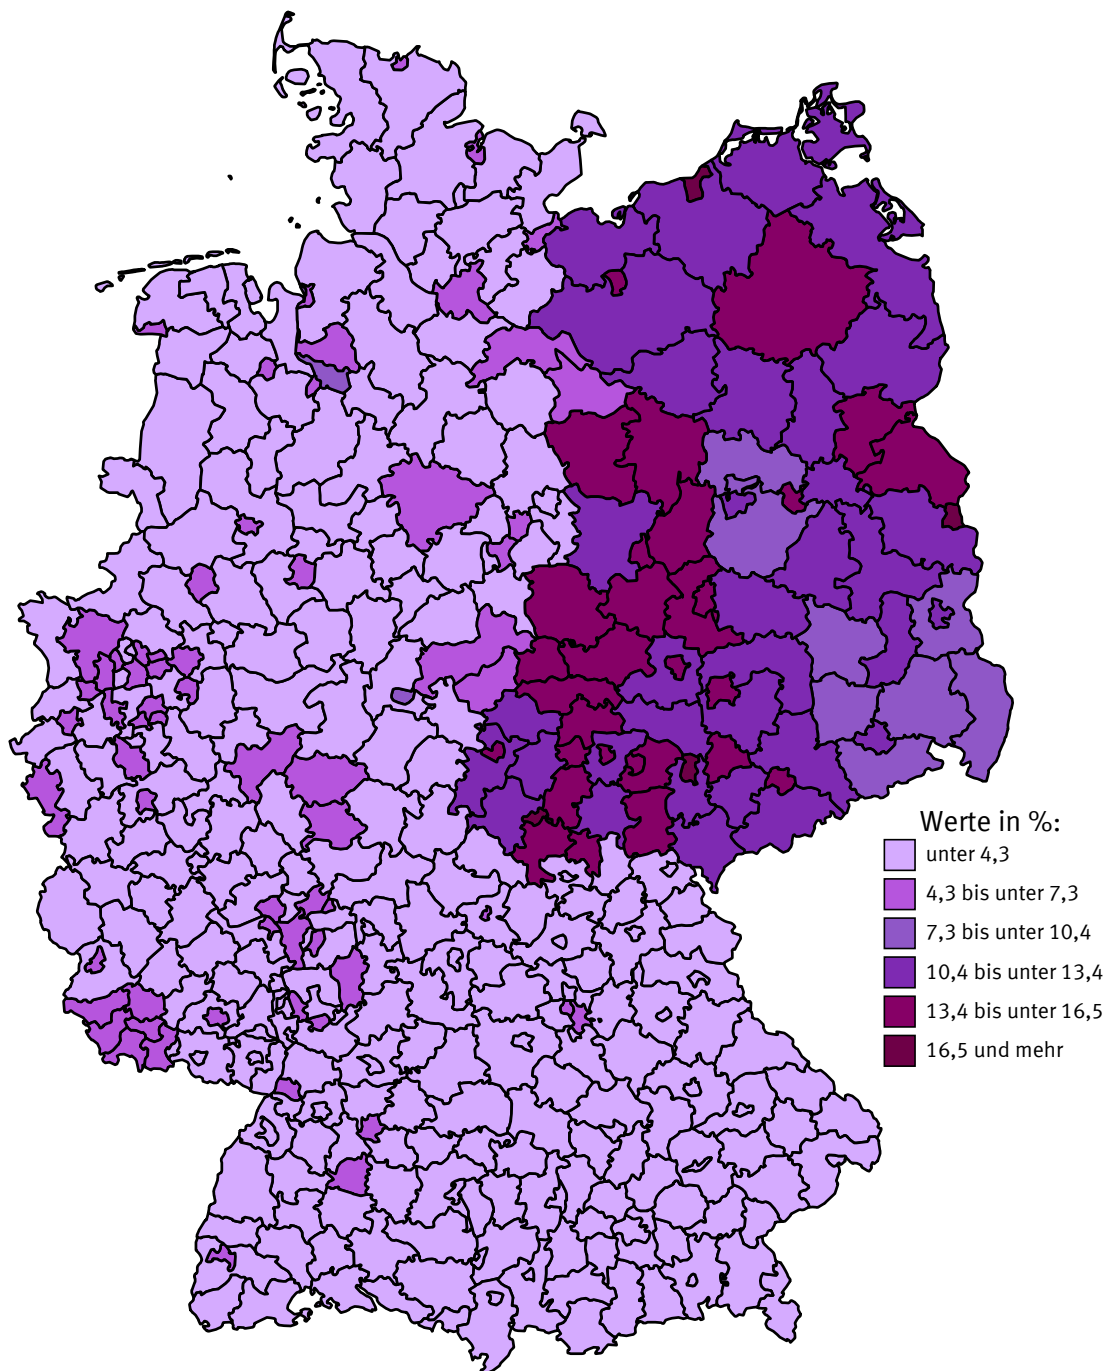 Werte in %:
unter 4,3
4,3 bis unter 7,3
7,3 bis unter 10,4
10,4 bis unter 13,4
13,4 bis unter 16,5
16,5 und mehr